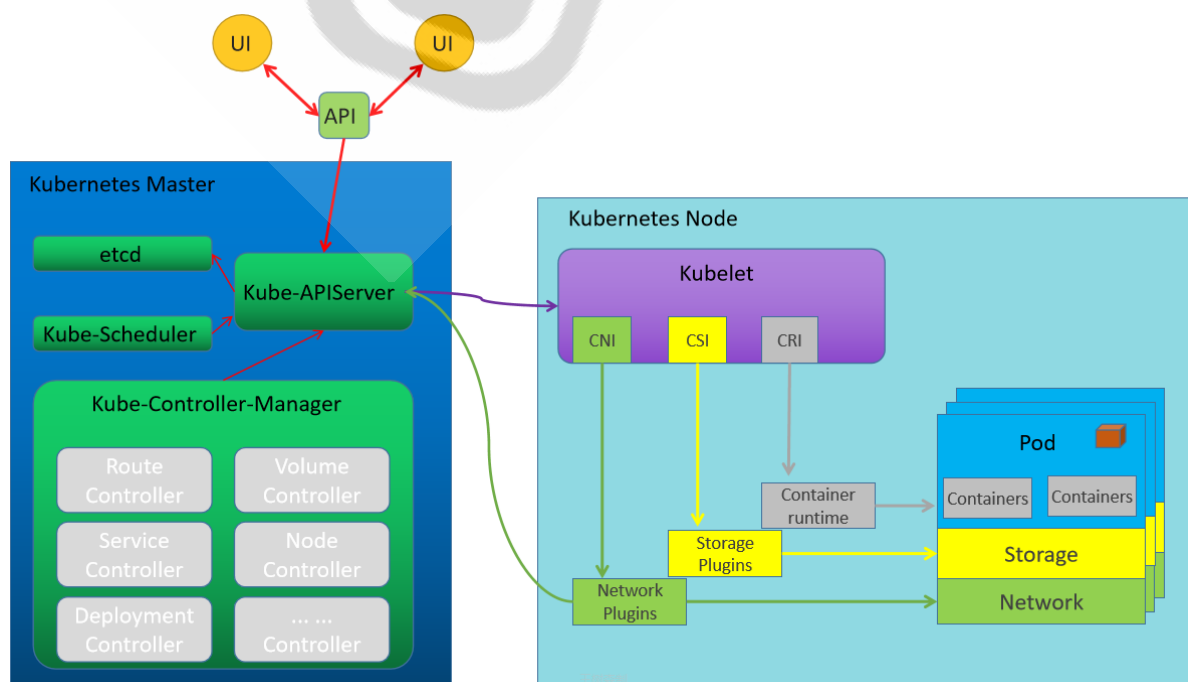 UI
UI
API
Kubernetes Master
etcd
Kube-APIServer
Kube-Scheduler
Kube-Controller-Manager
Route
Controller
Volume
Controller
Service
Controller
Node
Controller
Deployment
Controller
... ...
Controller
Kubernetes Node
Kubelet
CNI
CSI
CRI
Container
runtime
Storage
Plugins
Network
Plugins
Pod
Containers
Containers
Storage
Network